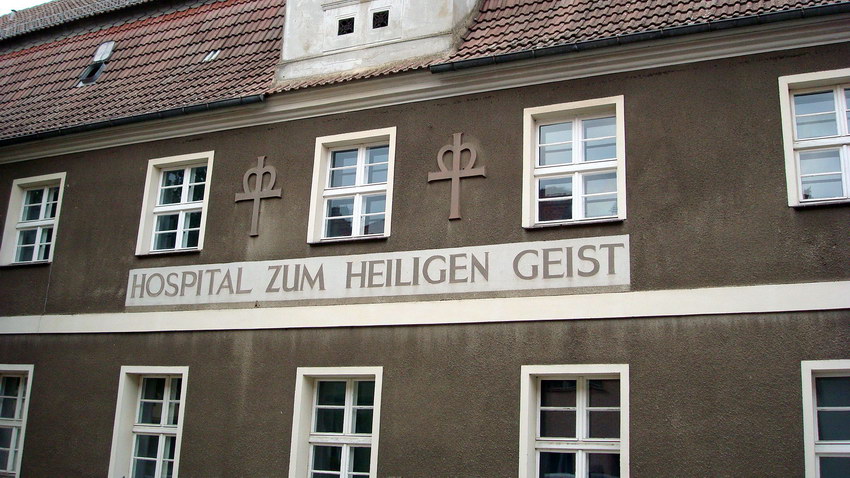 HOSPITAL ZUM HEILIGEN GEIST